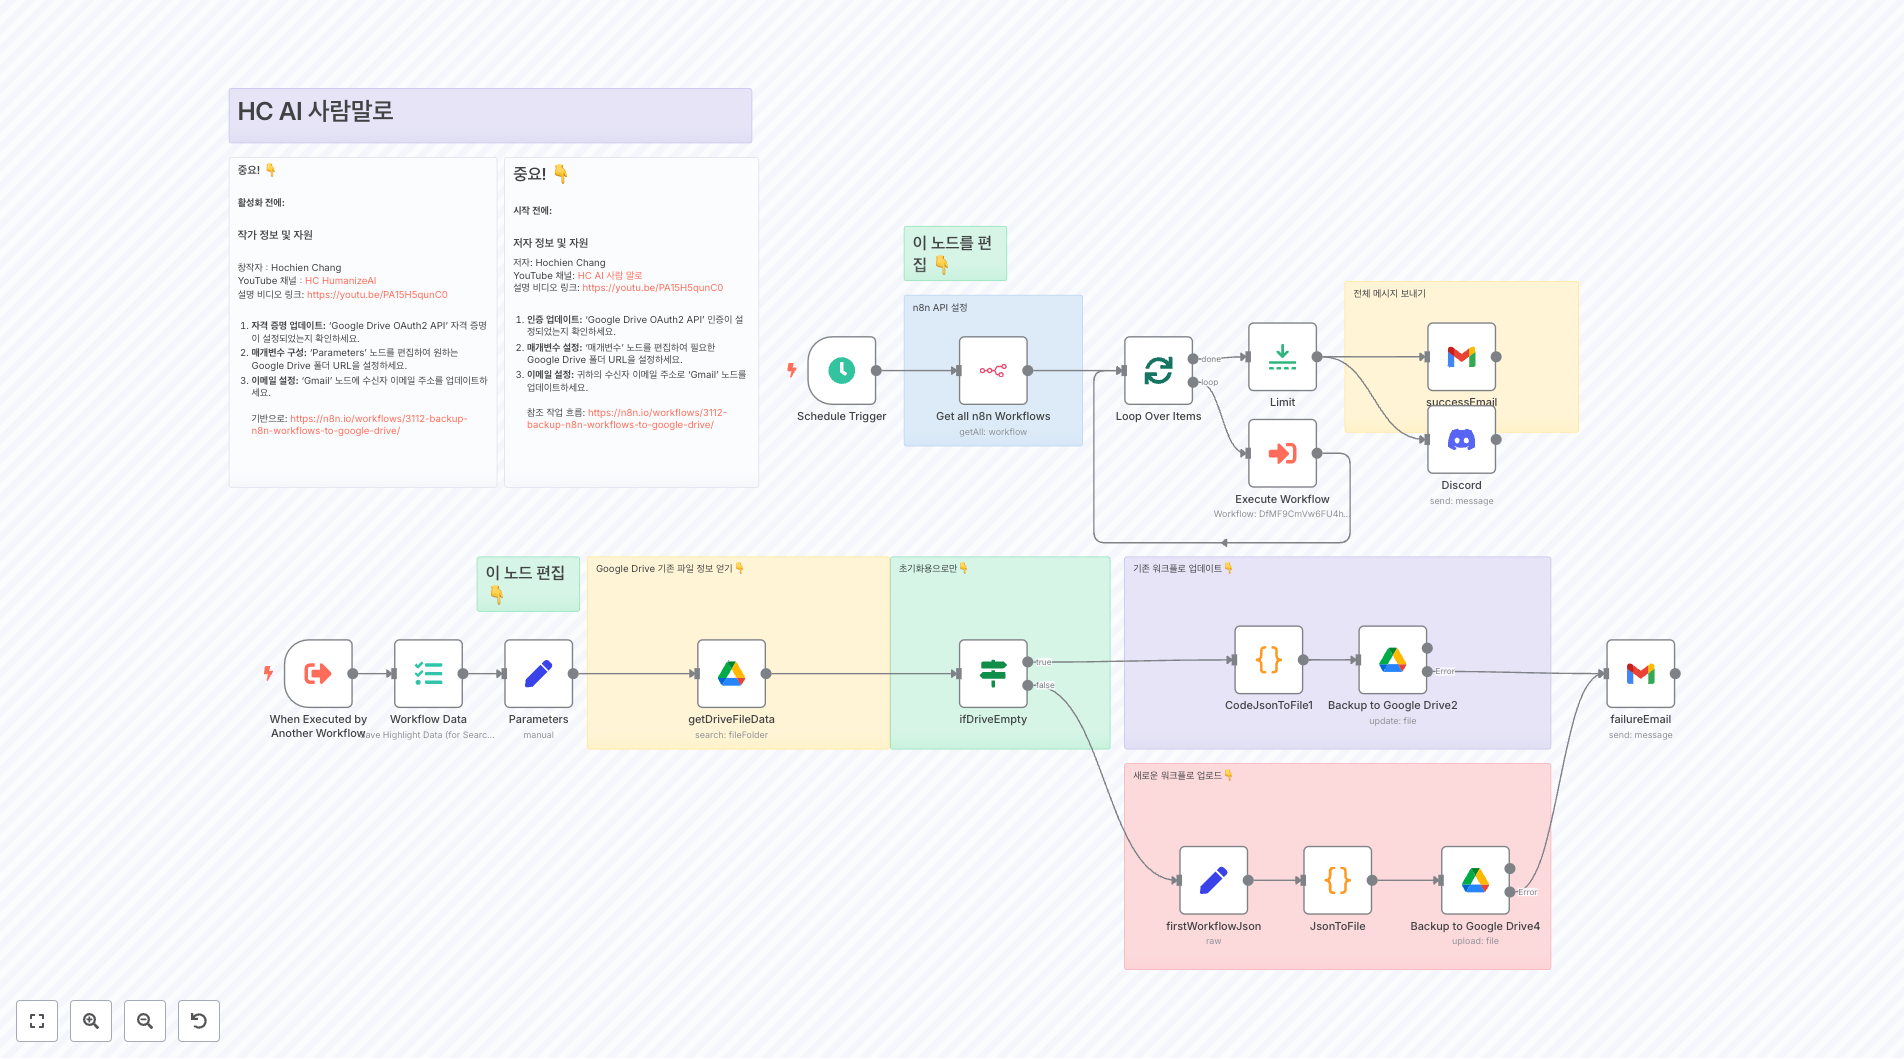 HC AI 사람말로
중요! 👇
활성화 전에:
작가 정보 및 자원
창작자 : Hochien Chang
YouTube 채널 : HC HumanizeAI
설명 비디오 링크: https://youtu.be/PA15H5qunC0
1. 자격 증명 업데이트: ‘Google Drive OAuth2 API’ 자격 증명
이 설정되었는지 확인하세요.
2. 매개변수 구성: ‘Parameters’ 노드를 편집하여 원하는
Google Drive 폴더 URL을 설정하세요.
3. 이메일 설정: ‘Gmail’ 노드에 수신자 이메일 주소를 업데이트하
세요.
기반으로: https://n8n.io/workflows/3112-backup-
n8n-workflows-to-google-drive/
중요! 👇
시작 전에:
저자 정보 및 자원
저자: Hochien Chang
YouTube 채널: HC AI 사람 말로
설명 비디오 링크: https://youtu.be/PA15H5qunC0
1. 인증 업데이트: ‘Google Drive OAuth2 API’ 인증이 설
정되었는지 확인하세요.
2. 매개변수 설정: ‘매개변수’ 노드를 편집하여 필요한
Google Drive 폴더 URL을 설정하세요.
3. 이메일 설정: 귀하의 수신자 이메일 주소로 ‘Gmail’ 노드를
업데이트하세요.
참조 작업 흐름: https://n8n.io/workflows/3112-
backup-n8n-workflows-to-google-drive/
이 노드를 편
집 👇
n8n API 설정
전체 메시지 보내기
Schedule Trigger
Get all n8n Workflows
getAll: workflow
Loop Over Items
done
loop
Limit
Execute Workflow
Workflow: DfMF9CmVw6FU4h...
successEmail
Discord
send: message
이 노드 편집
👇
Google Drive 기존 파일 정보 얻기👇
초기화용으로만👇
기존 워크플로 업데이트👇
When Executed by
Another Workflow
Workflow Data
Save Highlight Data (for Searc...
Parameters
manual
getDriveFileData
search: fileFolder
ifDriveEmpty
true
false
CodeJsonToFile1
Backup to Google Drive2
update: file
Error
failureEmail
send: message
새로운 워크플로 업로드👇
firstWorkflowJson
raw
JsonToFile
Backup to Google Drive4
upload: file
Error